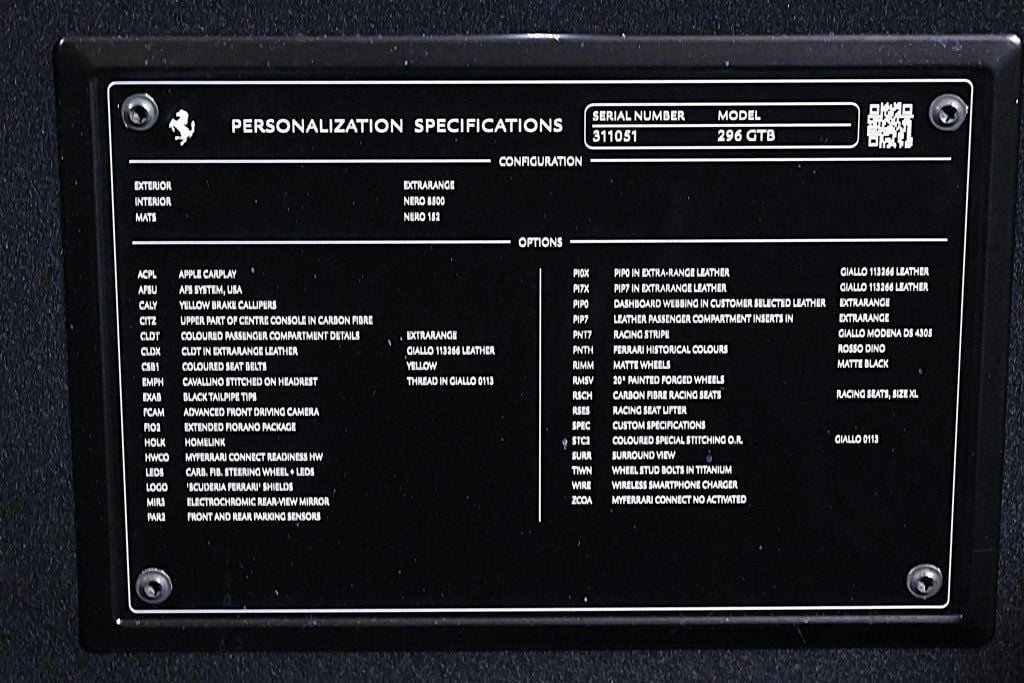 PERSONALIZATION SPECIFICATIONS
SERIAL NUMBER MODEL
311051 296 GTB
CONFIGURATION
EXTERIOR EXTRARANGE
INTERIOR NERO 8500
MATS NERO 152
OPTIONS
ACPL APPLE CARPLAY
AFSU AFS SYSTEM, USA
CALY YELLOW BRAKE CALLIPERS
CITZ UPPER PART OF CENTRE CONSOLE IN CARBON FIBRE
CLDT COLOURED PASSENGER COMPARTMENT DETAILS EXTRARANGE
CLDX CLDT IN EXTRARANGE LEATHER GIALLO 113266 LEATHER
CSB1 COLOURED SEAT BELTS YELLOW
EMPH CAVALLINO STITCHED ON HEADREST THREAD IN GIALLO 0113
EXAB BLACK TAILPIPE TIPS
FCAM ADVANCED FRONT DRIVING CAMERA
FIO2 EXTENDED FIORANO PACKAGE
HOLK HOMELINK
HWCO MYFERRARI CONNECT READINESS HW
LEDS CARB. FIB. STEERING WHEEL + LEDS
LOGO 'SCUDERIA FERRARI' SHIELDS
MIR3 ELECTROCHROMIC REAR-VIEW MIRROR
PAR2 FRONT AND REAR PARKING SENSORS
PI0X PIP0 IN EXTRA-RANGE LEATHER GIALLO 113266 LEATHER
PI7X PIP7 IN EXTRARANGE LEATHER GIALLO 113266 LEATHER
PIP0 DASHBOARD WEBBING IN CUSTOMER SELECTED LEATHER EXTRARANGE
PIP7 LEATHER PASSENGER COMPARTMENT INSERTS IN EXTRARANGE
PNT7 RACING STRIPE GIALLO MODENA DS 4305
PNTH FERRARI HISTORICAL COLOURS ROSSO DINO
RIMM MATTE WHEELS MATTE BLACK
RMSV 20" PAINTED FORGED WHEELS
RSCH CARBON FIBRE RACING SEATS RACING SEATS, SIZE XL
RSES RACING SEAT LIFTER
SPEC CUSTOM SPECIFICATIONS
STC2 COLOURED SPECIAL STITCHING O.R. GIALLO 0113
SURR SURROUND VIEW
TIWN WHEEL STUD BOLTS IN TITANIUM
WIRE WIRELESS SMARTPHONE CHARGER
ZCOA MYFERRARI CONNECT NO ACTIVATED